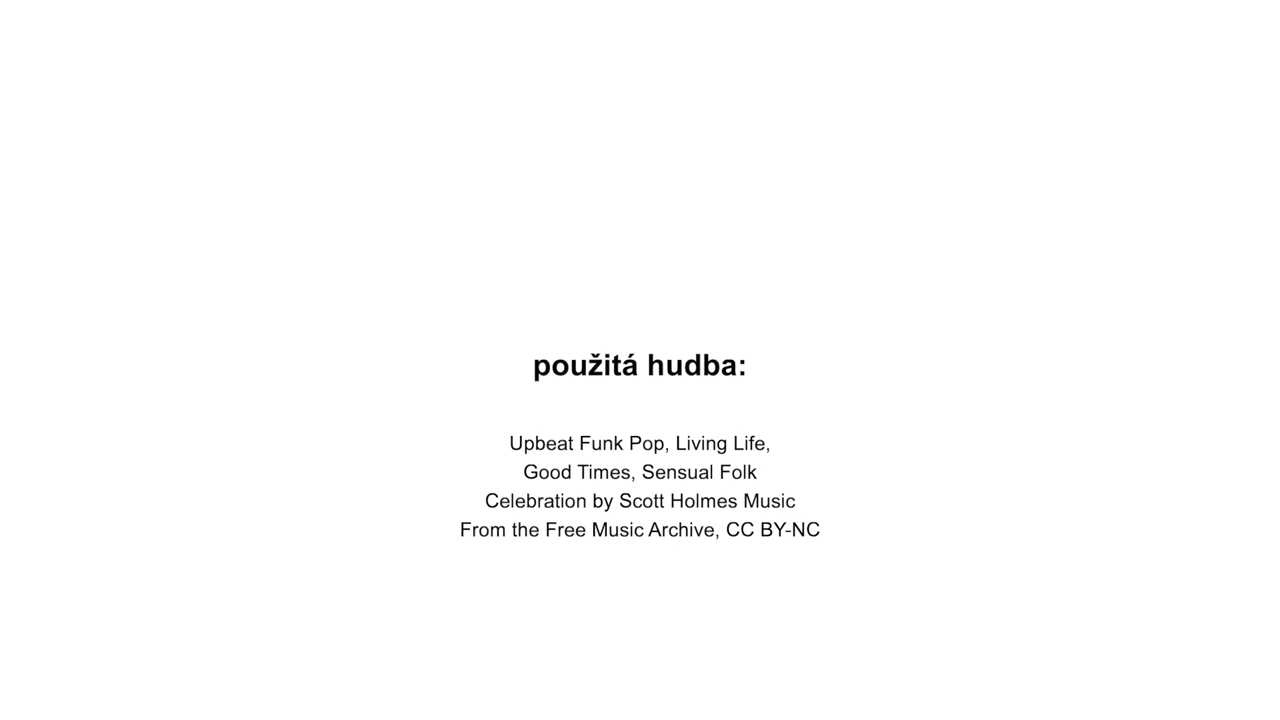 použitá hudba:
Upbeat Funk Pop, Living Life,
Good Times, Sensual Folk
Celebration by Scott Holmes Music
From the Free Music Archive, CC BY-NC